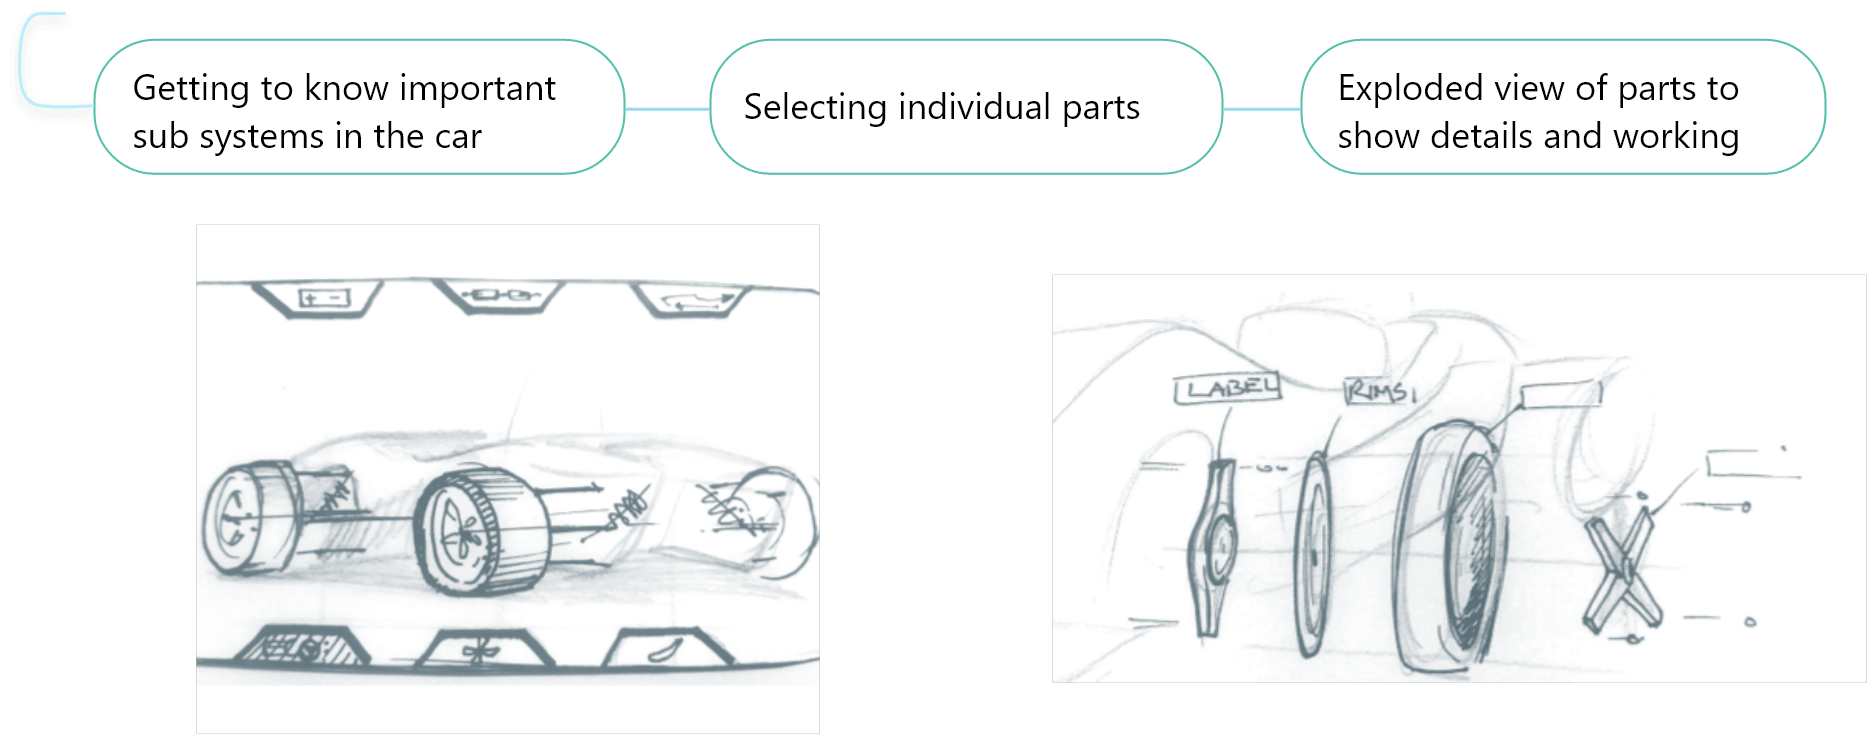 Getting to know important
sub systems in the car
Selecting individual parts
Exploded view of parts to
show details and working
+ -
LABEL
RIMS